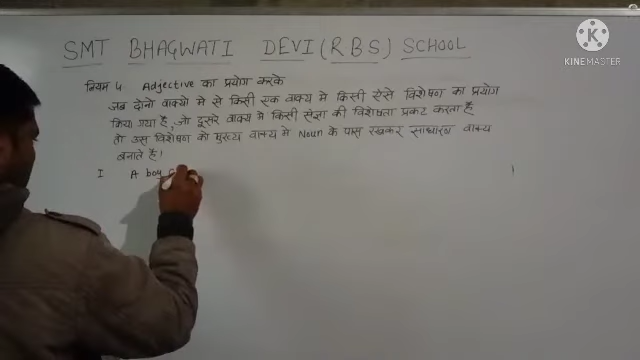 SMT BHAGWATI DEVI (RBS) SCHOOL
नियम 4 Adjective का प्रयोग करके
जब दोनो वाक्यो मे से किसी एक वाक्य मे किसी ऐसे विशेषण का प्रयोग
किया गया है, जो दूसरे वाक्य मे किसी संज्ञा की विशेषता प्रकट करता है
तो उस विशेषण को मुख्य वाक्य मे Noun के पास रखकर साधारण वाक्य
बनाते है।
I A boy
KINEMASTER